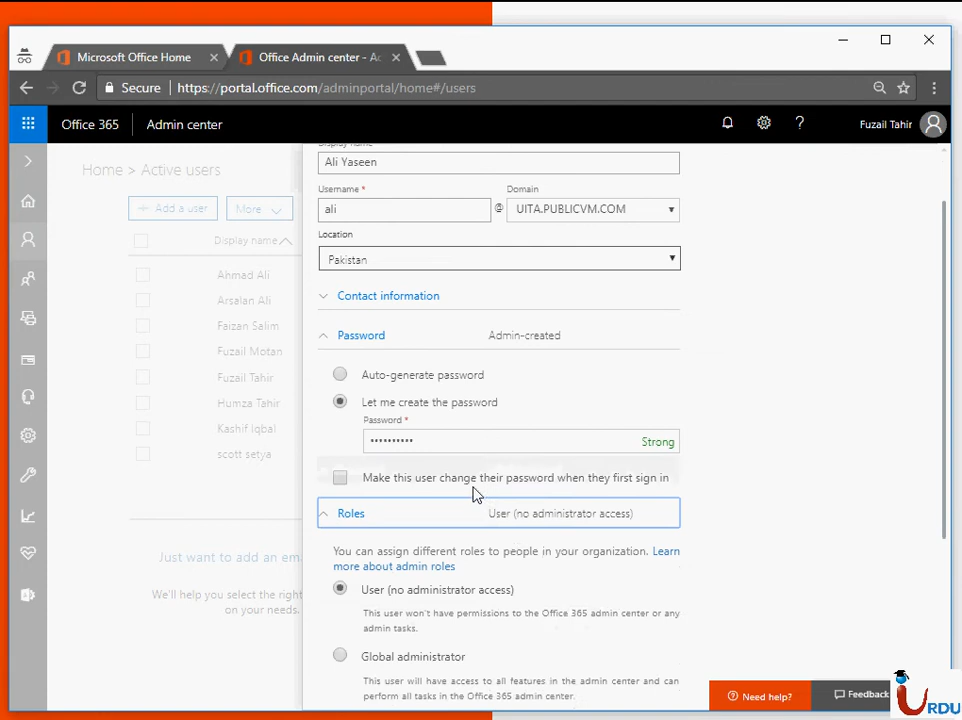 Microsoft Office Home
Office Admin center - Ac
Secure
https://portal.office.com/adminportal/home#/users
Office 365
Admin center
Fuzail Tahir
Home > Active users
+ Add a user
More
Display name
Ahmad Ali
Arsalan Ali
Faizan Salim
Fuzail Motan
Fuzail Tahir
Humza Tahir
Kashif Iqbal
scott setya
Just want to add an ema
We'll help you select the right
on your needs.
Display name
Ali Yaseen
Username *
Domain
ali
@
UITA.PUBLICVM.COM
Location
Pakistan
Contact information
Password
Admin-created
Auto-generate password
Let me create the password
Password *
••••••••••
Strong
Make this user change their password when they first sign in
Roles
User (no administrator access)
You can assign different roles to people in your organization. Learn
more about admin roles
User (no administrator access)
This user won't have permissions to the Office 365 admin center or any
admin tasks.
Global administrator
This user will have access to all features in the admin center and can
perform all tasks in the Office 365 admin center.
Need help?
Feedback
URDU